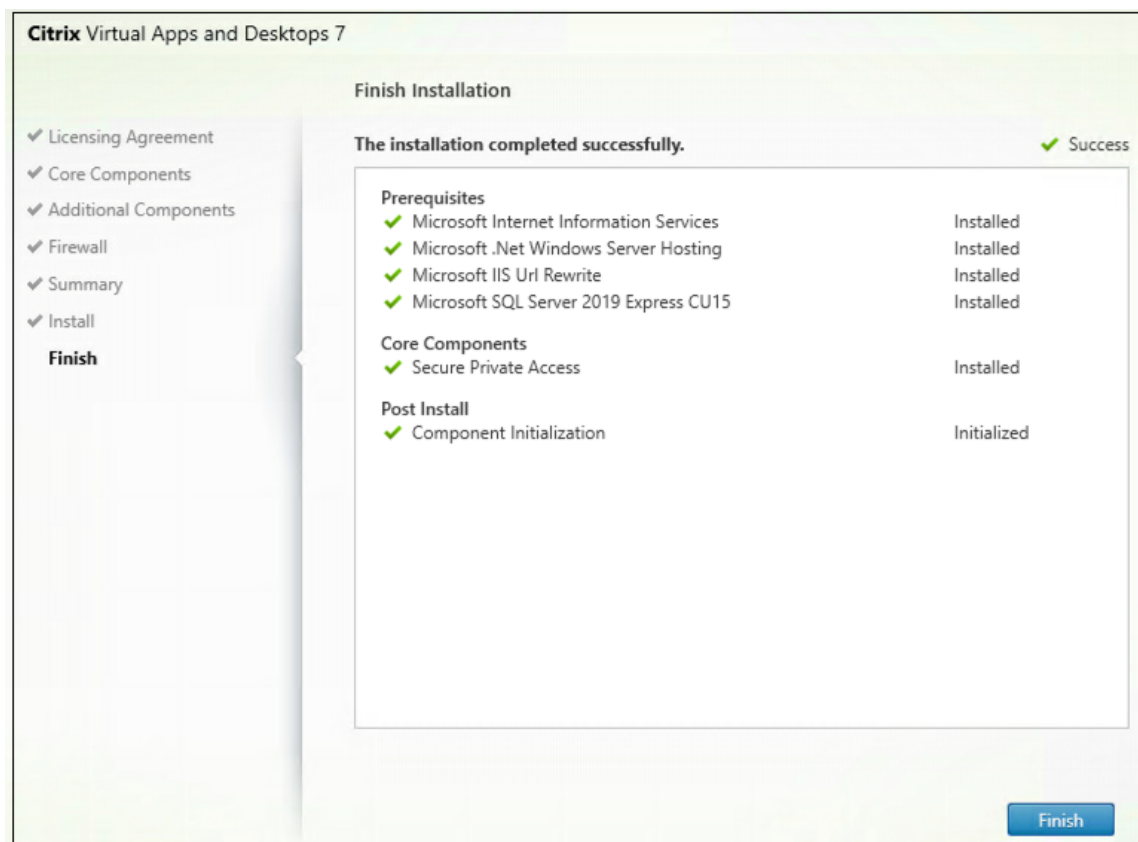 Citrix Virtual Apps and Desktops 7
Licensing Agreement
Core Components
Additional Components
Firewall
Summary
Install
Finish
Finish Installation
The installation completed successfully.
Success
Prerequisites
Microsoft Internet Information Services Installed
Microsoft .Net Windows Server Hosting Installed
Microsoft IIS Url Rewrite Installed
Microsoft SQL Server 2019 Express CU15 Installed
Core Components
Secure Private Access Installed
Post Install
Component Initialization Initialized
Finish